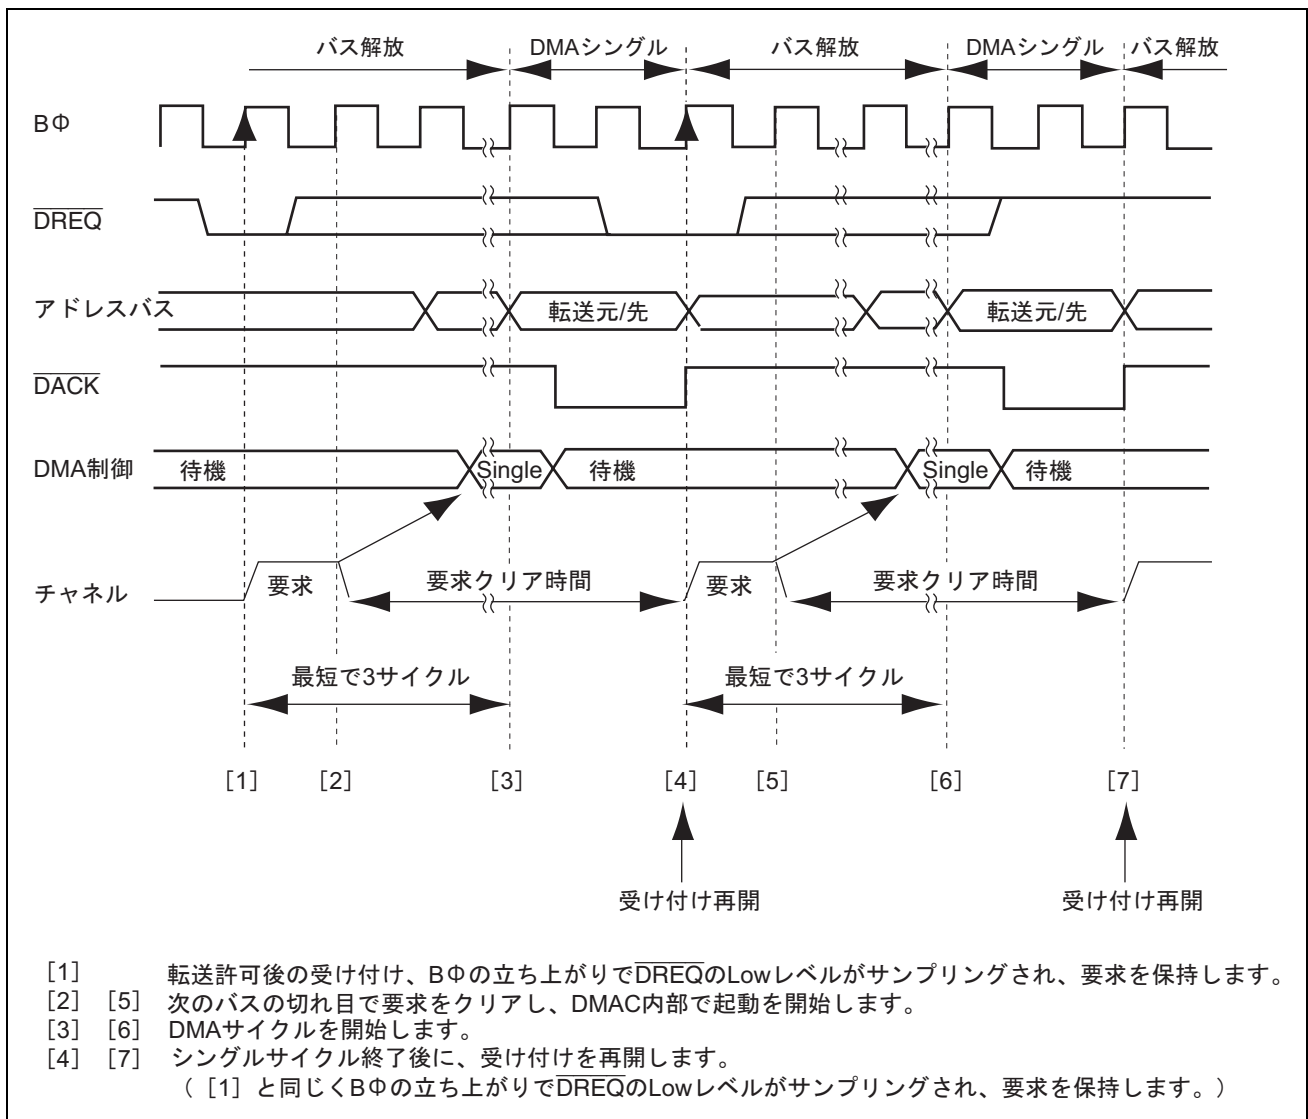 バス解放 DMAシングル バス解放 DMAシングル バス解放
BΦ
DREQ
アドレスバス 転送元/先 転送元/先
DACK
DMA制御 待機 Single 待機 Single 待機
チャネル 要求 要求クリア時間 要求 要求クリア時間
最短で3サイクル 最短で3サイクル
[1] [2] [3] [4] [5] [6] [7]
受け付け再開 受け付け再開
[1] 転送許可後の受け付け、BΦの立ち上がりでDREQのLowレベルがサンプリングされ、要求を保持します。
[2] [5] 次のバスの切れ目で要求をクリアし、DMAC内部で起動を開始します。
[3] [6] DMAサイクルを開始します。
[4] [7] シングルサイクル終了後に、受け付けを再開します。
([1] と同じくBΦの立ち上がりでDREQのLowレベルがサンプリングされ、要求を保持します。)